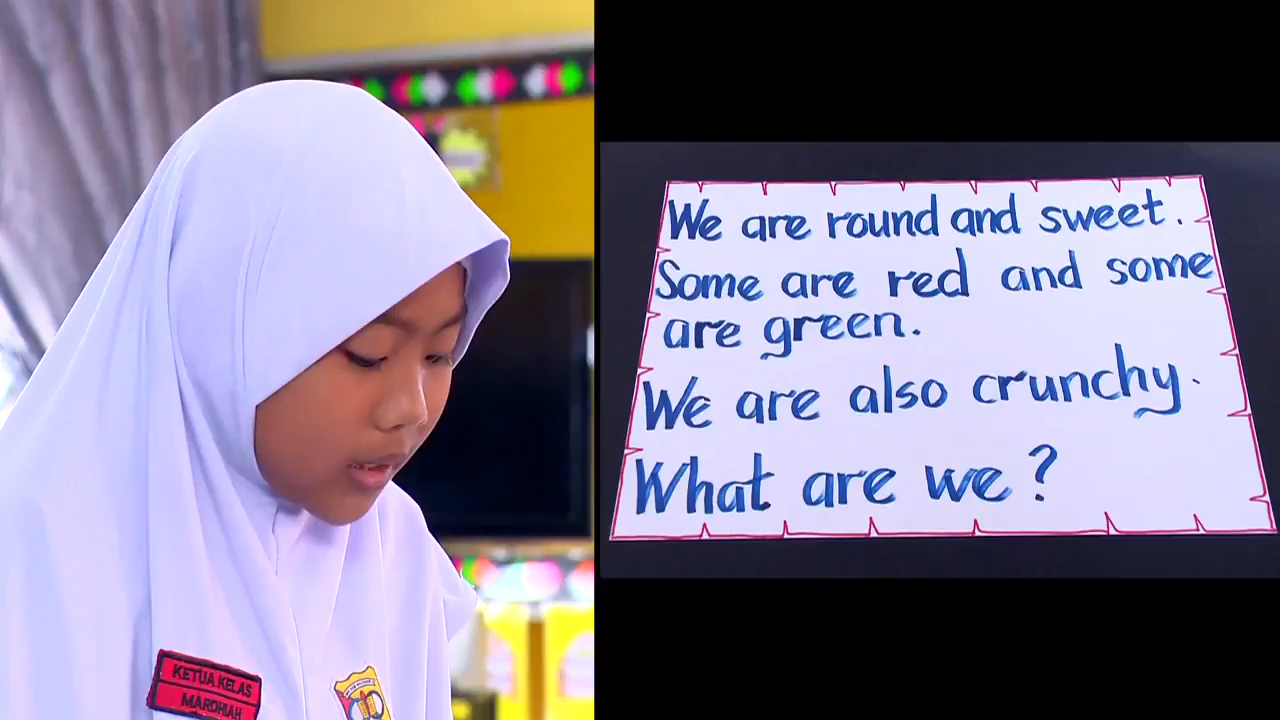 We are round and sweet.
Some are red and some
are green.
We are also crunchy.
What are we?
KETUA KELAS
MARDHIAH